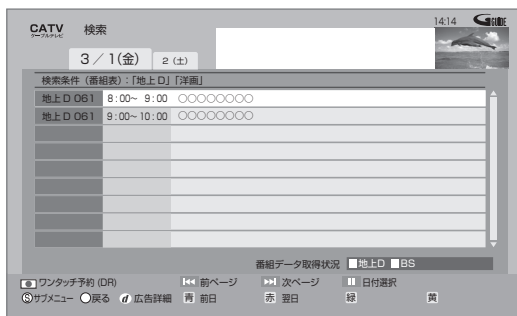 CATV 検索 14:14 GGUIDE
ケーブルテレビ
3／1(金) 2(土)
検索条件（番組表）:「地上D」「洋画」
地上D 061 8:00～ 9:00 ○○○○○○○○
地上D 061 9:00～10:00 ○○○○○○○○
番組データ取得状況 地上D BS
ワンタッチ予約 (DR) 前ページ 次ページ 日付選択
Ⓢサブメニュー 戻る d 広告詳細 青 前日 赤 翌日 緑 黄